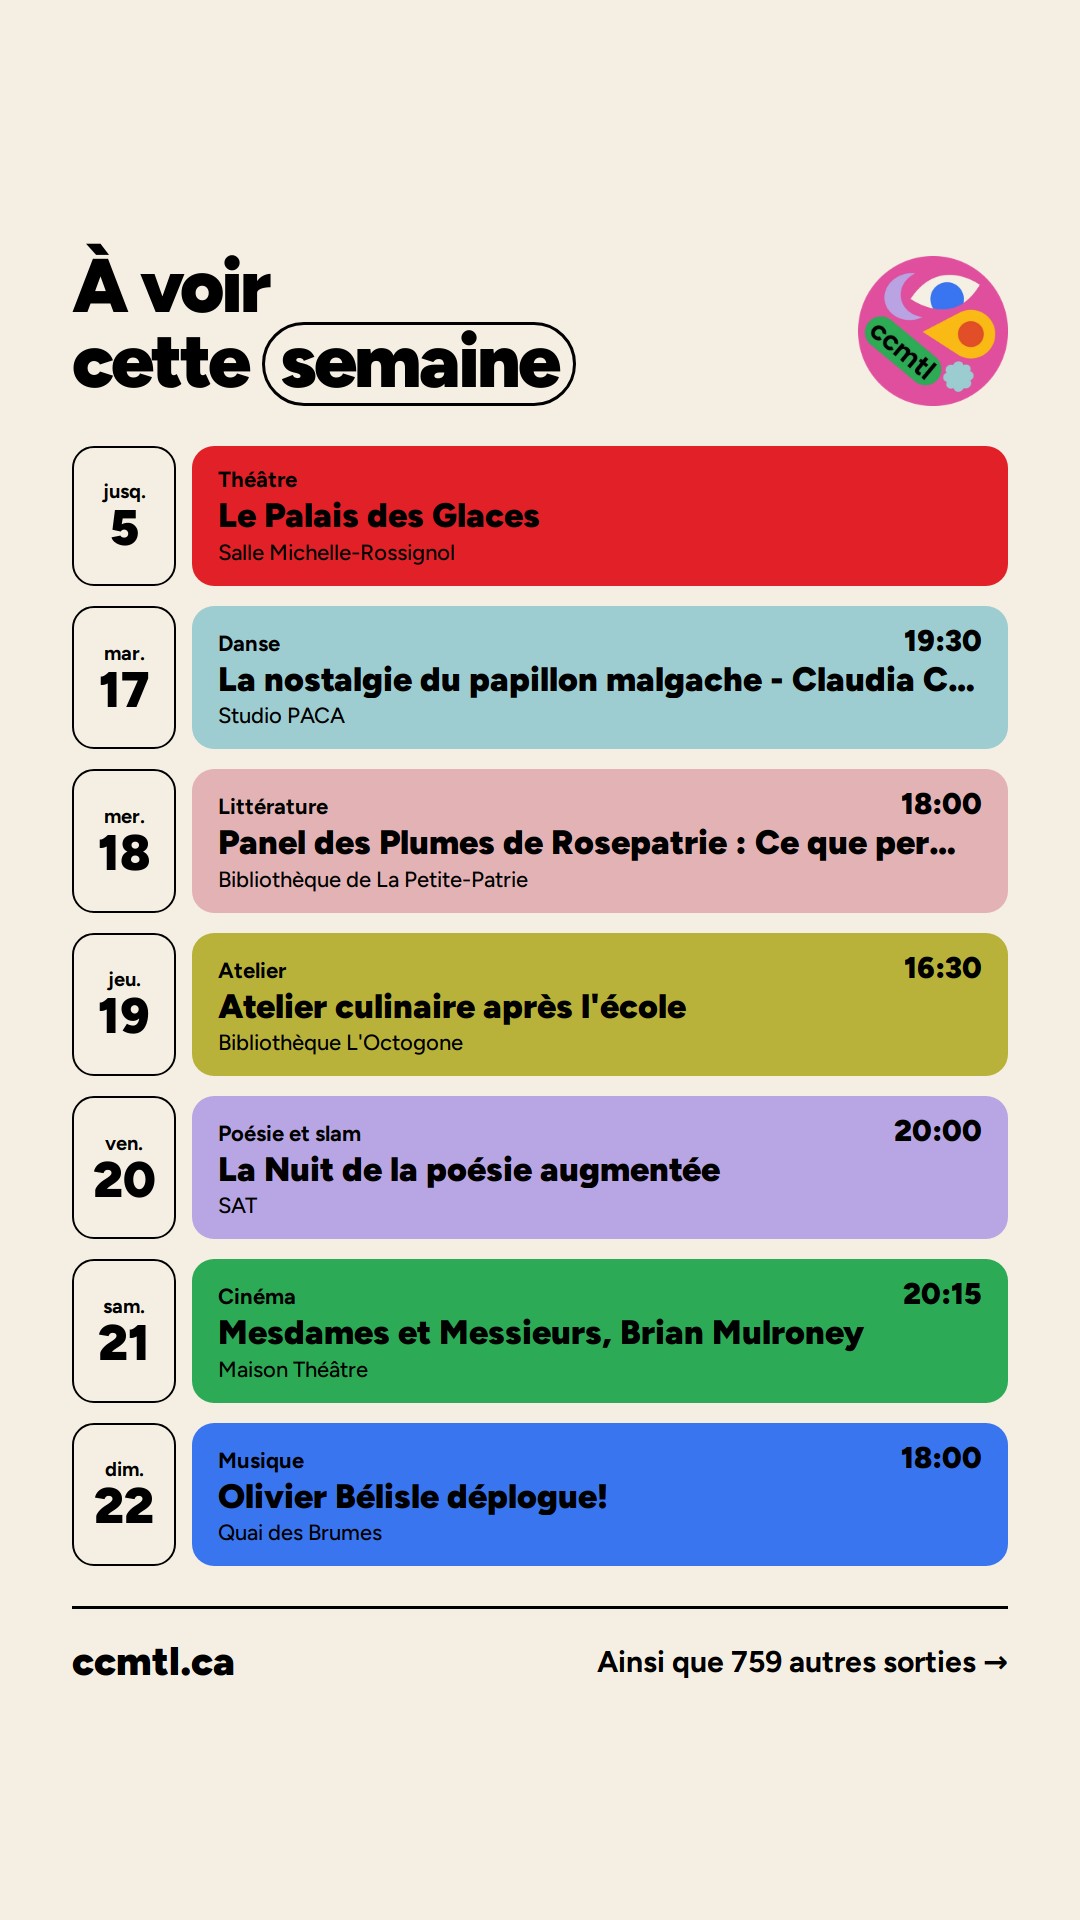 À voir
cette semaine
ccmtl
jusq.
5
Théâtre
Le Palais des Glaces
Salle Michelle-Rossignol
mar.
17
Danse
19:30
La nostalgie du papillon malgache - Claudia C...
Studio PACA
mer.
18
Littérature
18:00
Panel des Plumes de Rosepatrie : Ce que per...
Bibliothèque de La Petite-Patrie
jeu.
19
Atelier
16:30
Atelier culinaire après l'école
Bibliothèque L'Octogone
ven.
20
Poésie et slam
20:00
La Nuit de la poésie augmentée
SAT
sam.
21
Cinéma
20:15
Mesdames et Messieurs, Brian Mulroney
Maison Théâtre
dim.
22
Musique
18:00
Olivier Bélisle déplogue!
Quai des Brumes
ccmtl.ca
Ainsi que 759 autres sorties →